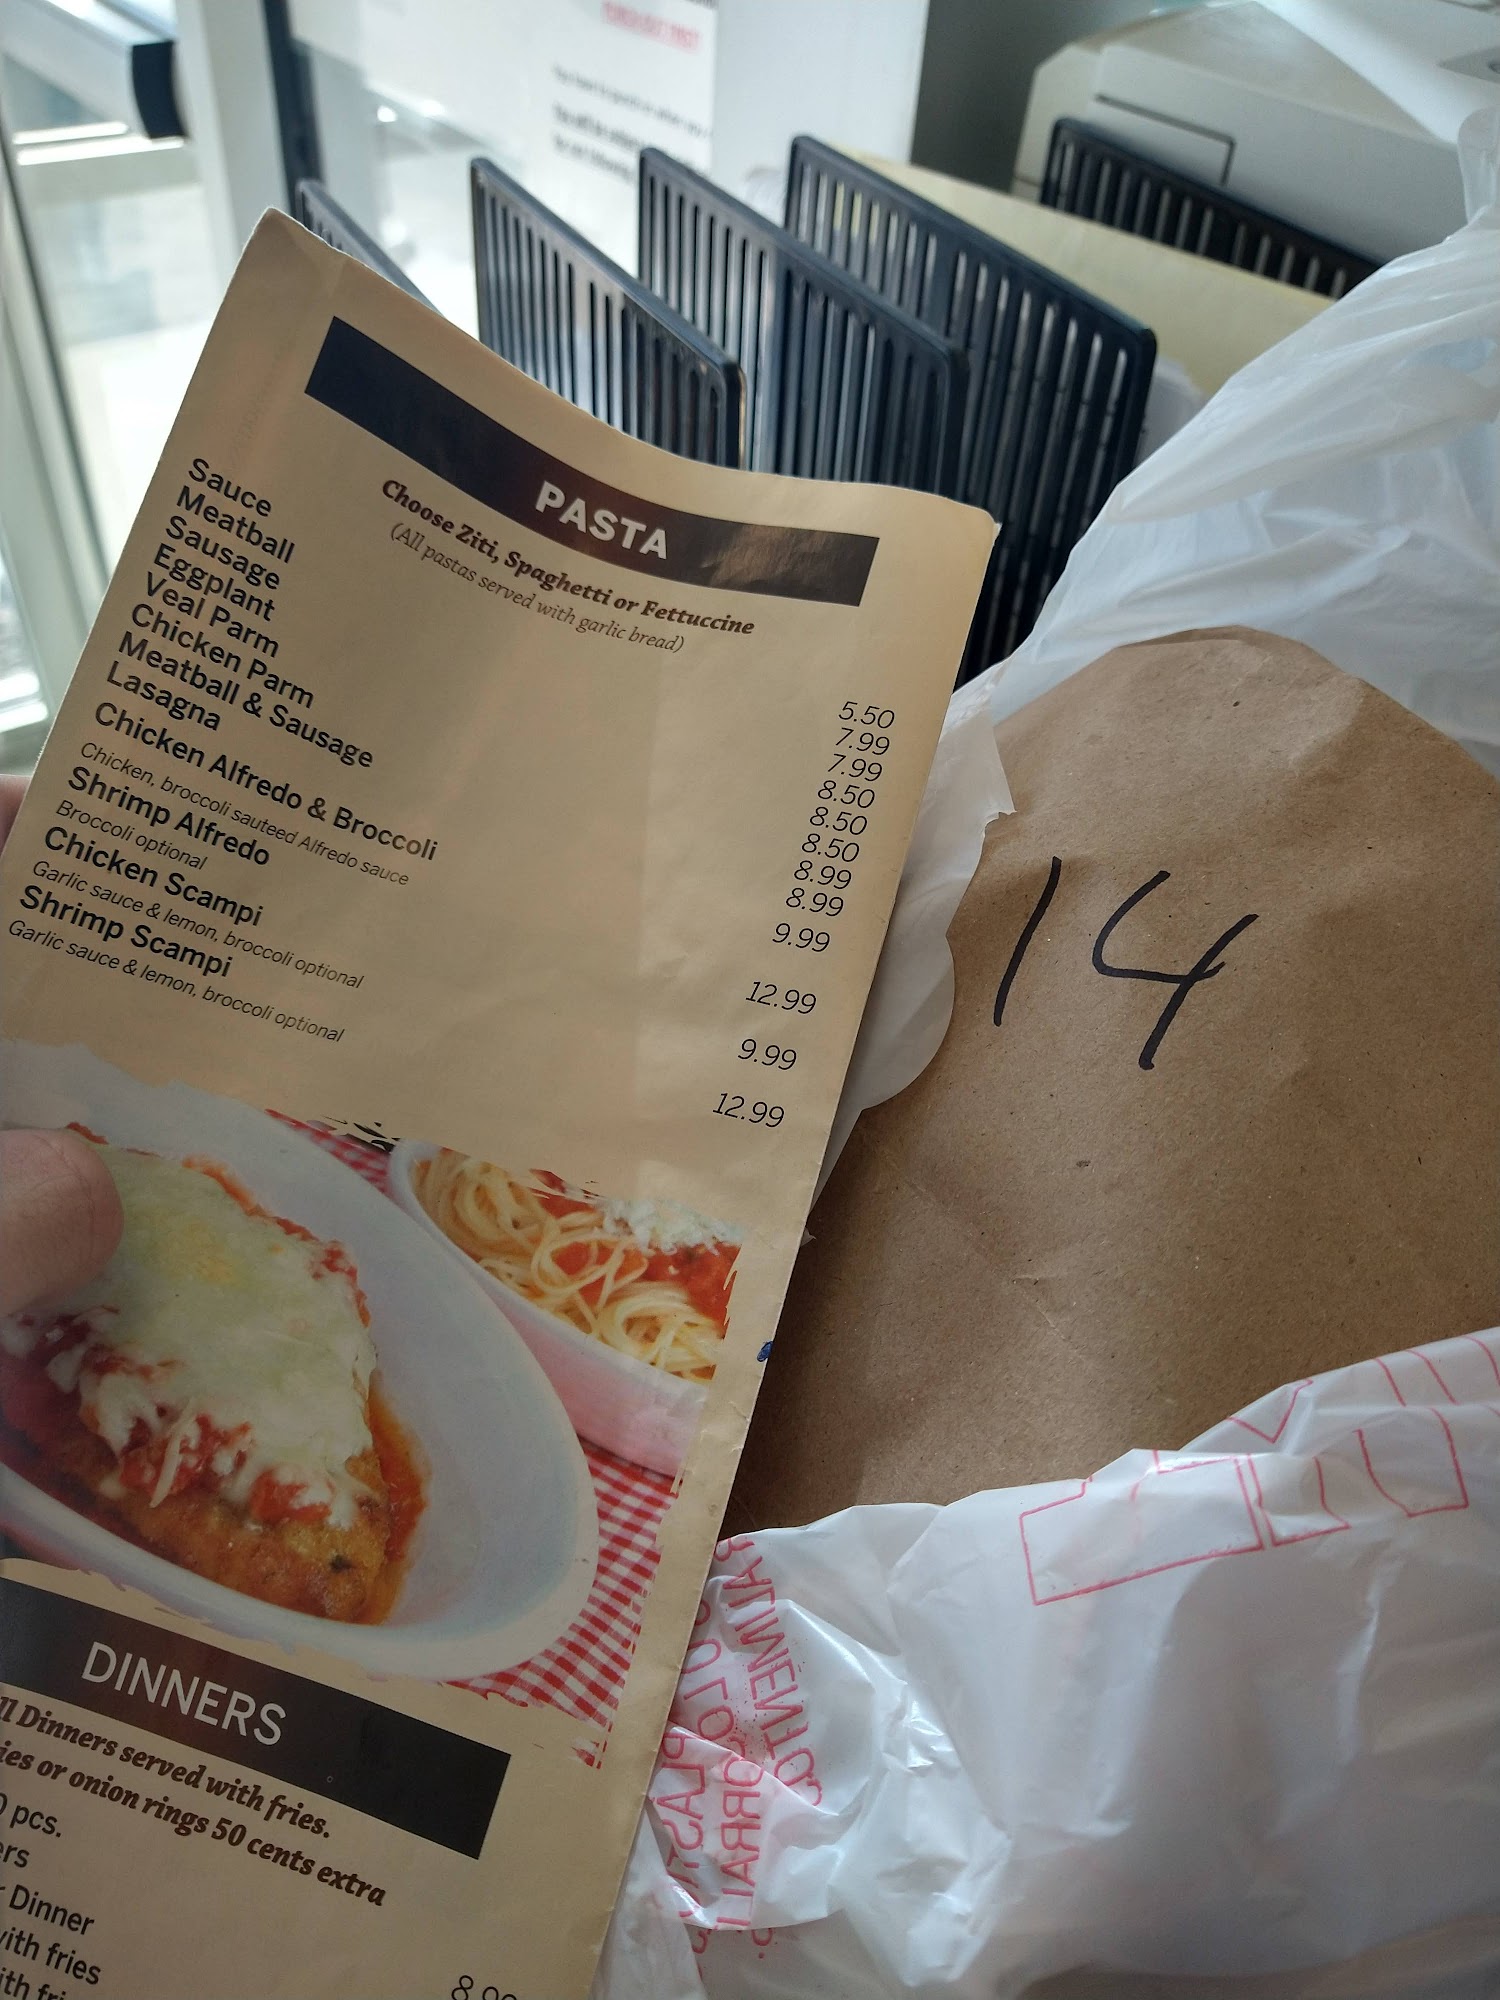 PASTA
Choose Ziti, Spaghetti or Fettuccine
(All pastas served with garlic bread)
Sauce 5.50
Meatball 7.99
Sausage 7.99
Eggplant 8.50
Veal Parm 8.50
Chicken Parm 8.50
Meatball & Sausage 8.99
Lasagna 8.99
Chicken Alfredo & Broccoli 9.99
Chicken, broccoli sauteed Alfredo sauce
Shrimp Alfredo 12.99
Broccoli optional
Chicken Scampi 9.99
Garlic sauce & lemon, broccoli optional
Shrimp Scampi 12.99
Garlic sauce & lemon, broccoli optional
DINNERS
Dinners served with fries.
or onion rings 50 cents extra
pcs.
Dinner
fries
14